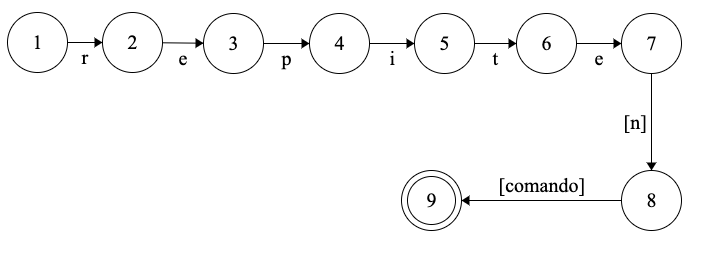 1 2 3 4 5 6 7
r e p i t e
[n]
[comando]
9 8